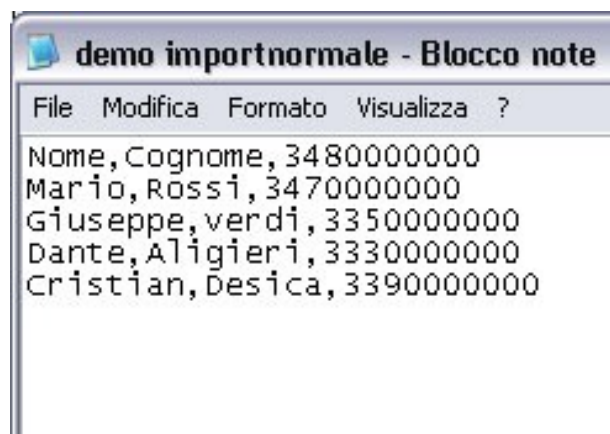 demo importnormale - Blocco note
File Modifica Formato Visualizza ?
Nome,Cognome,3480000000
Mario,Rossi,3470000000
Giuseppe,verdi,3350000000
Dante,Aligieri,3330000000
Cristian,Desica,3390000000